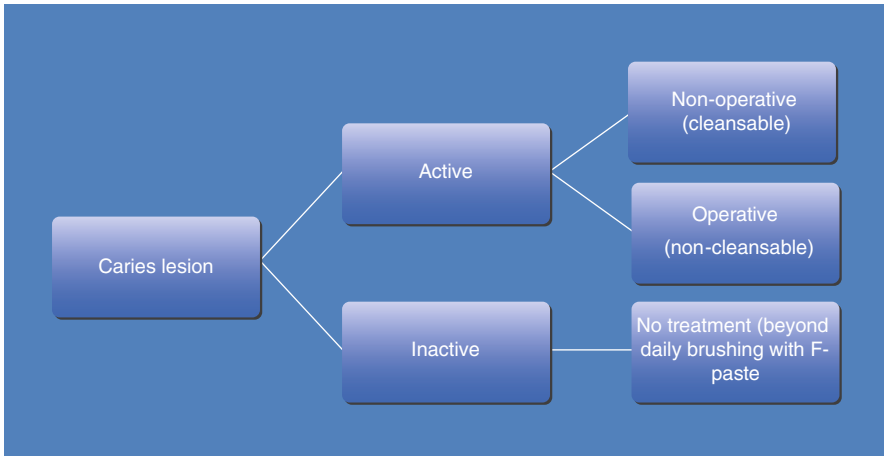 Non-operative
(cleansable)
Active
Operative
(non-cleansable)
Caries lesion
No treatment (beyond
daily brushing with F-
paste
Inactive